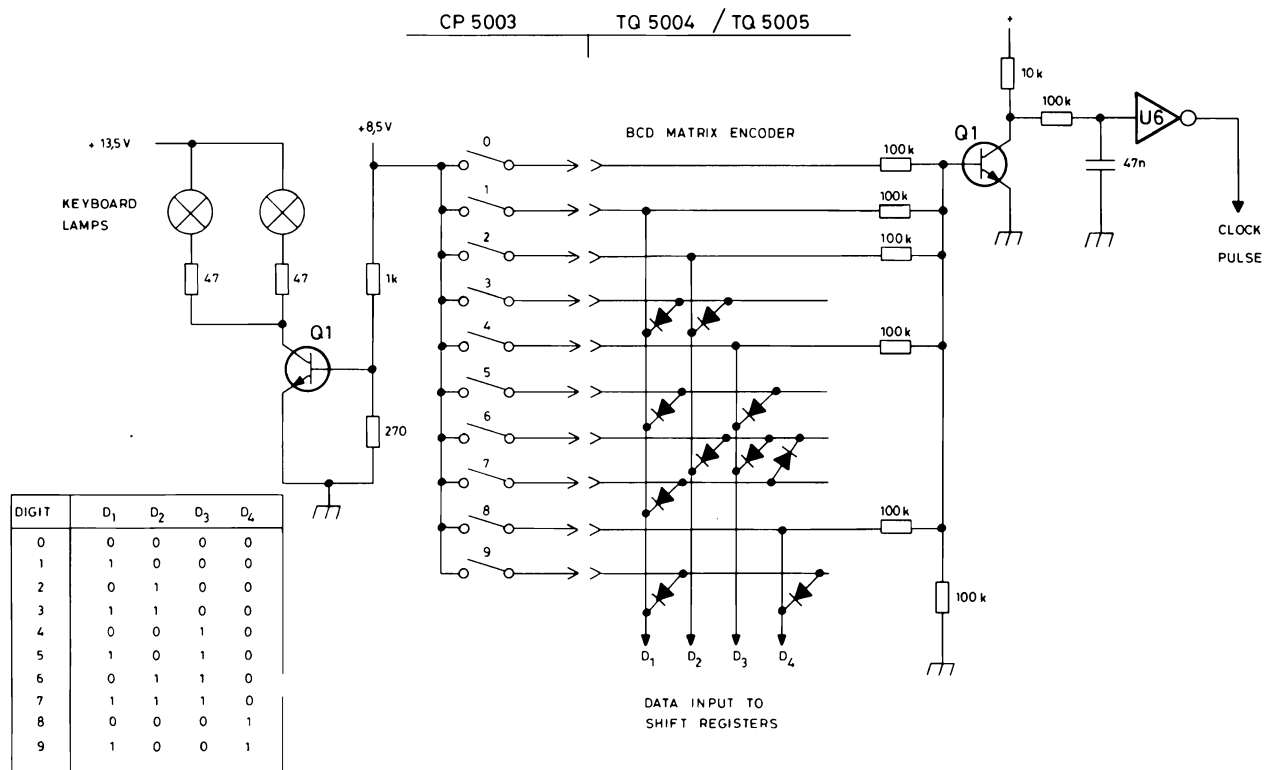 CP 5003 TQ 5004 / TQ 5005
+
10k
100k
U6
Q1
47n
CLOCK
PULSE
+ 13,5 V
+8,5V
KEYBOARD
LAMPS
47
47
1k
Q1
270
BCD MATRIX ENCODER
0
100k
1
100k
2
100k
3
4
100k
5
6
7
8
100k
9
100k
D1 D2 D3 D4
DATA INPUT TO
SHIFT REGISTERS
DIGIT D1 D2 D3 D4
0 0 0 0 0
1 1 0 0 0
2 0 1 0 0
3 1 1 0 0
4 0 0 1 0
5 1 0 1 0
6 0 1 1 0
7 1 1 1 0
8 0 0 0 1
9 1 0 0 1